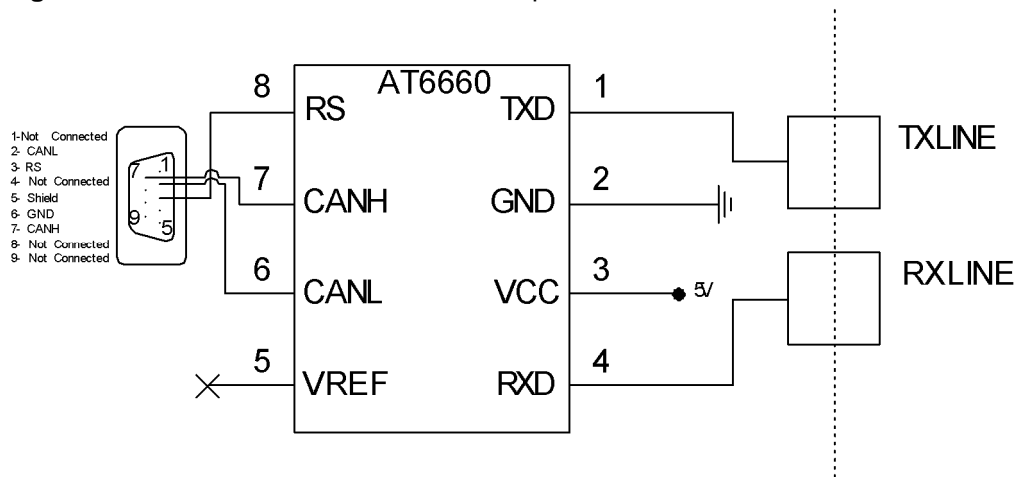 AT6660
8
RS
TXD
1
1-Not Connected
2- CANL
3- RS
4- Not Connected
5- Shield
6- GND
7- CANH
8- Not Connected
9- Not Connected
7
1
9
5
7
CANH
GND
2
6
CANL
VCC
3
5V
5
VREF
RXD
4
TXLINE
RXLINE